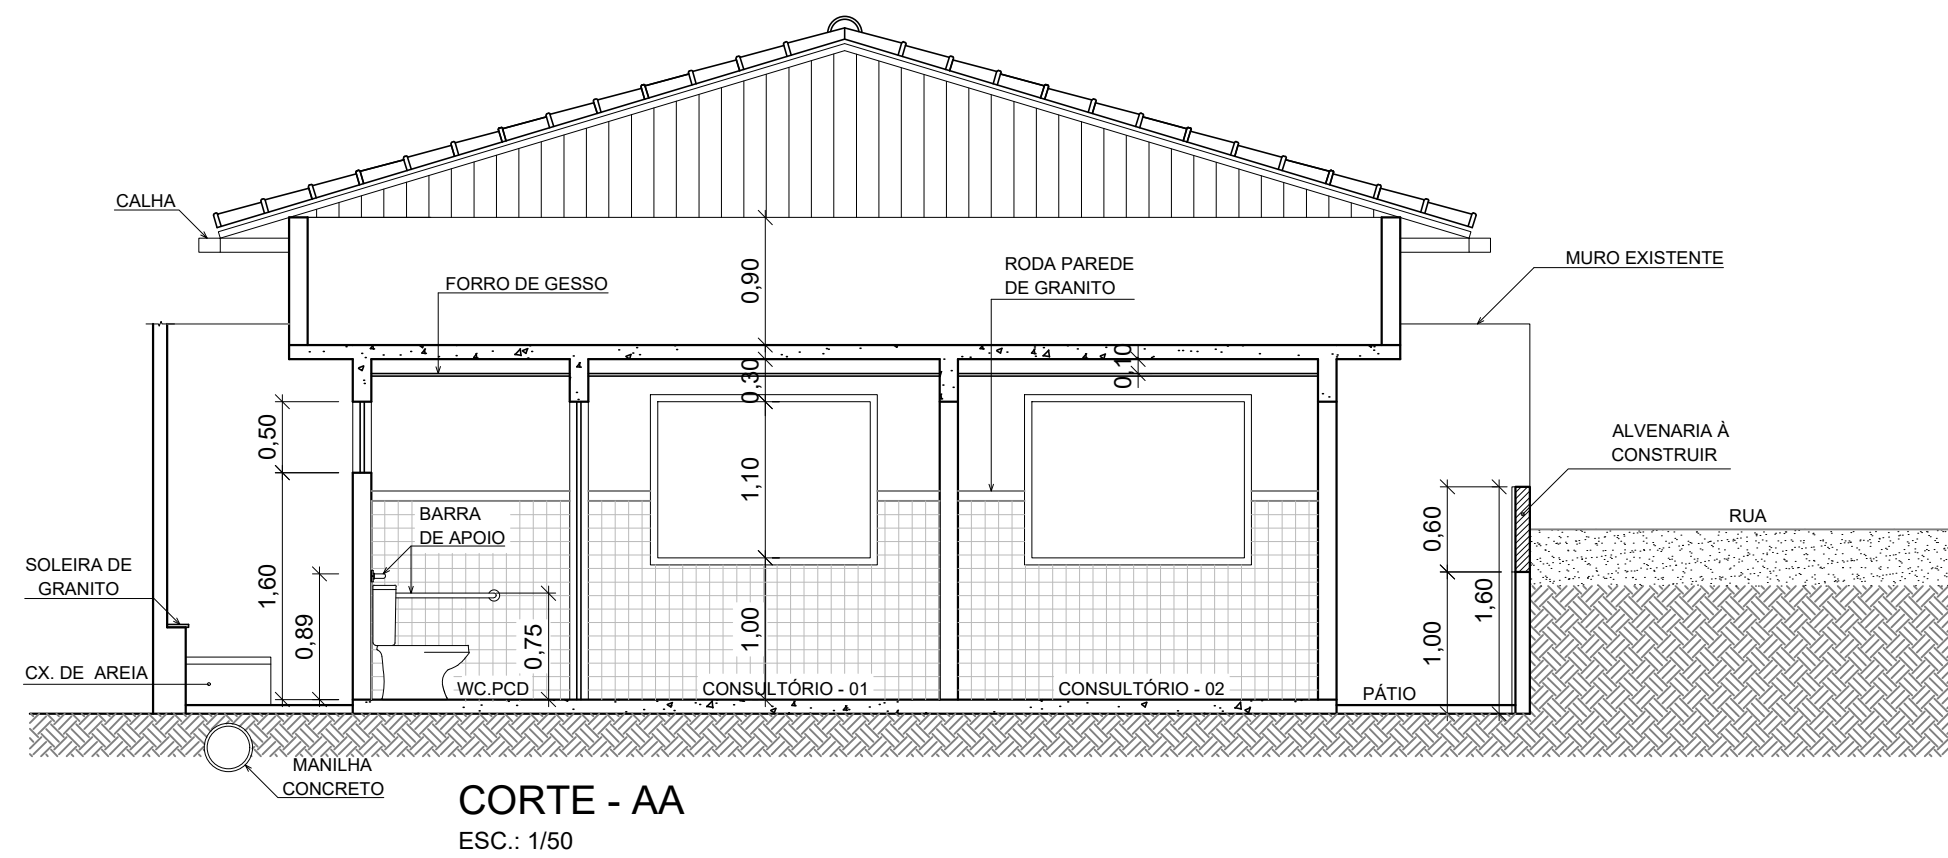 CALHA
FORRO DE GESSO
0,90
RODA PAREDE
DE GRANITO
MURO EXISTENTE
0,30
0,10
0,50
1,10
ALVENARIA À
CONSTRUIR
BARRA
DE APOIO
0,60
RUA
SOLEIRA DE
GRANITO
1,60
0,89
0,75
1,00
1,00
1,60
CX. DE AREIA
WC.PCD
CONSULTÓRIO - 01
CONSULTÓRIO - 02
PÁTIO
MANILHA
CONCRETO
CORTE - AA
ESC.: 1/50